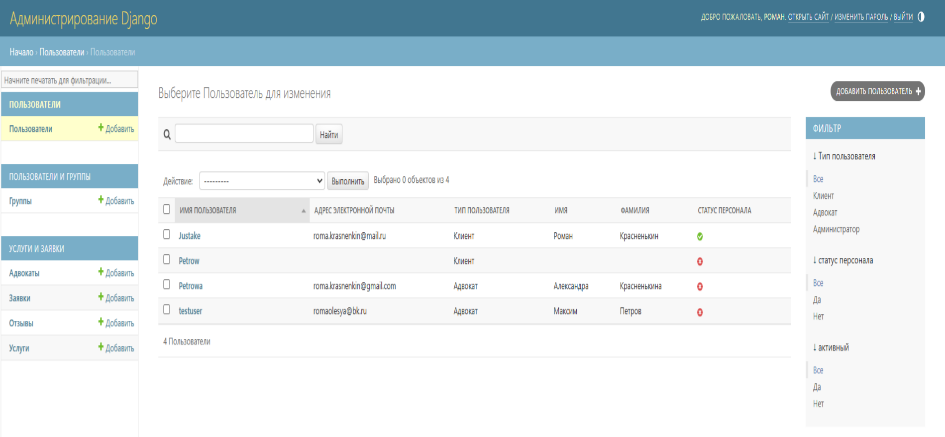 Администрирование Django
ДОБРО ПОЖАЛОВАТЬ, РОМАН. ОТКРЫТЬ САЙТ / ИЗМЕНИТЬ ПАРОЛЬ / ВЫЙТИ
Начало › Пользователи › Пользователи
Начните печатать для фильтрации...
ПОЛЬЗОВАТЕЛИ
Пользователи + Добавить
ПОЛЬЗОВАТЕЛИ И ГРУППЫ
Группы + Добавить
УСЛУГИ И ЗАЯВКИ
Адвокаты + Добавить
Заявки + Добавить
Отзывы + Добавить
Услуги + Добавить
Выберите Пользователь для изменения
ДОБАВИТЬ ПОЛЬЗОВАТЕЛЬ +
Найти
Действие: --------- Выполнить Выбрано 0 объектов из 4
ИМЯ ПОЛЬЗОВАТЕЛЯ АДРЕС ЭЛЕКТРОННОЙ ПОЧТЫ ТИП ПОЛЬЗОВАТЕЛЯ ИМЯ ФАМИЛИЯ СТАТУС ПЕРСОНАЛА
Justake roma.krasnenkin@mail.ru Клиент Роман Красненькин
Petrow Клиент
Petrowa roma.krasnenkin@gmail.com Адвокат Александра Красненькина
testuser romaolesya@bk.ru Адвокат Максим Петров
4 Пользователи
ФИЛЬТР
↓ Тип пользователя
Все
Клиент
Адвокат
Администратор
↓ статус персонала
Все
Да
Нет
↓ активный
Все
Да
Нет